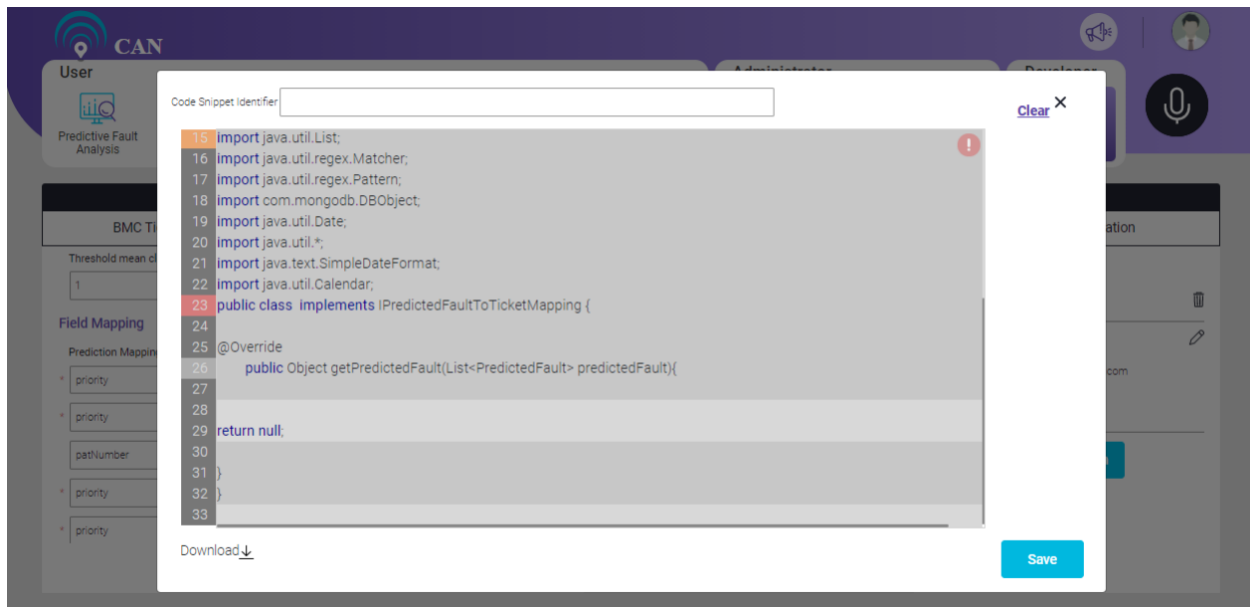 CAN
User
Administrator
Developer
Predictive Fault
Analysis
Code Snippet Identifier
Clear ×
15 import java.util.List;
16 import java.util.regex.Matcher;
17 import java.util.regex.Pattern;
18 import com.mongodb.DBObject;
19 import java.util.Date;
20 import java.util.*;
21 import java.text.SimpleDateFormat;
22 import java.util.Calendar;
23 public class  implements IPredictedFaultToTicketMapping {
24
25 @Override
26 public Object getPredictedFault(List<PredictedFault> predictedFault){
27
28
29 return null;
30
31 }
32 }
33
Download
Save
BMC Ti
ation
Threshold mean cl
1
Field Mapping
Prediction Mappin
* priority
com
* priority
patNumber
* priority
* priority